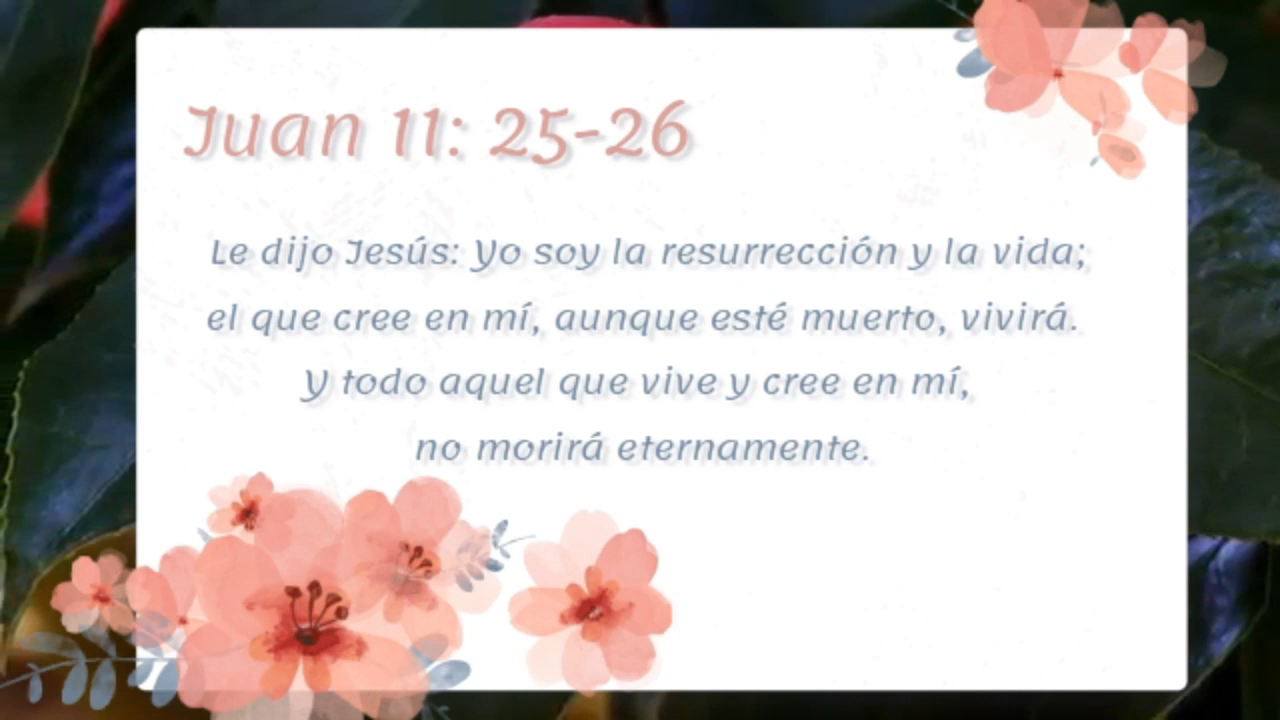 Juan 11: 25-26
Le dijo Jesús: Yo soy la resurrección y la vida;
el que cree en mí, aunque esté muerto, vivirá.
Y todo aquel que vive y cree en mí,
no morirá eternamente.